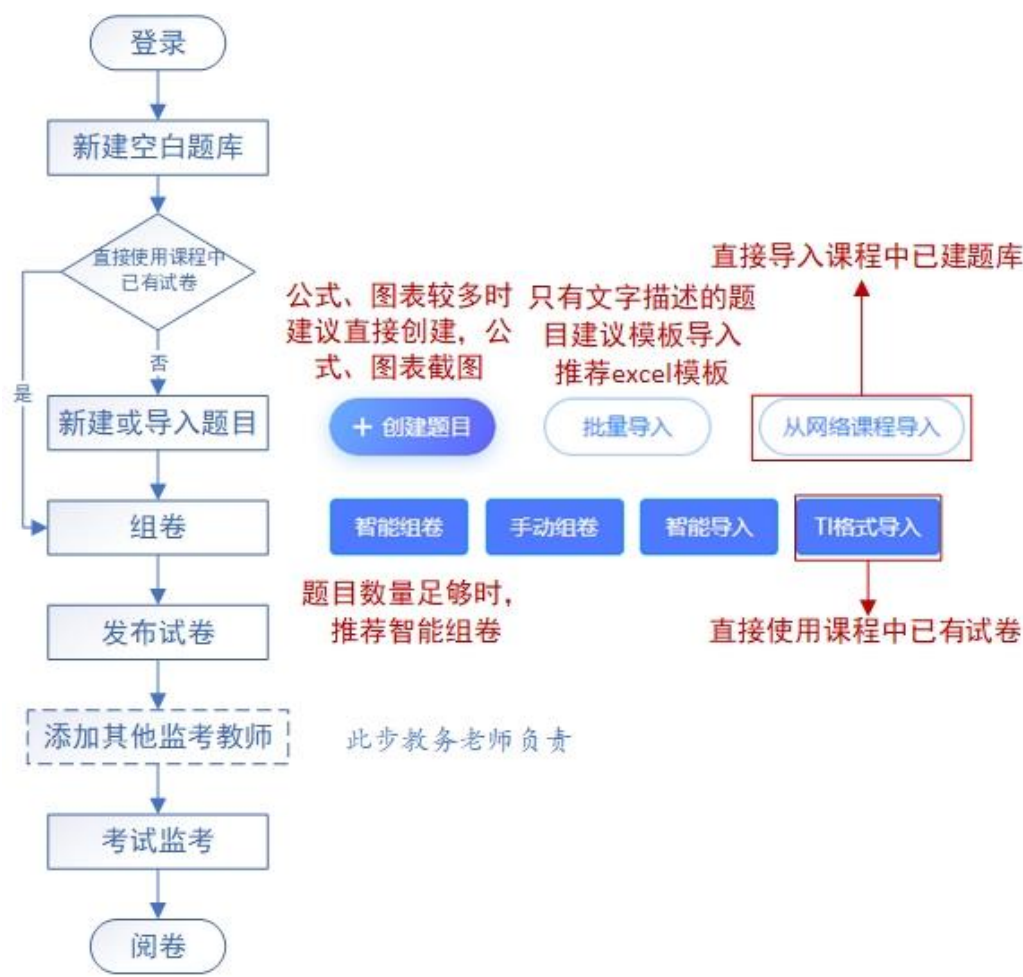 登录
新建空白题库
直接使用课程中
已有试卷
是
否
直接导入课程中已建题库
公式、图表较多时
建议直接创建，公
式、图表截图
只有文字描述的题
目建议模板导入
推荐excel模板
新建或导入题目
+ 创建题目
批量导入
从网络课程导入
组卷
智能组卷
手动组卷
智能导入
TI格式导入
题目数量足够时，
推荐智能组卷
直接使用课程中已有试卷
发布试卷
添加其他监考教师
此步教务老师负责
考试监考
阅卷